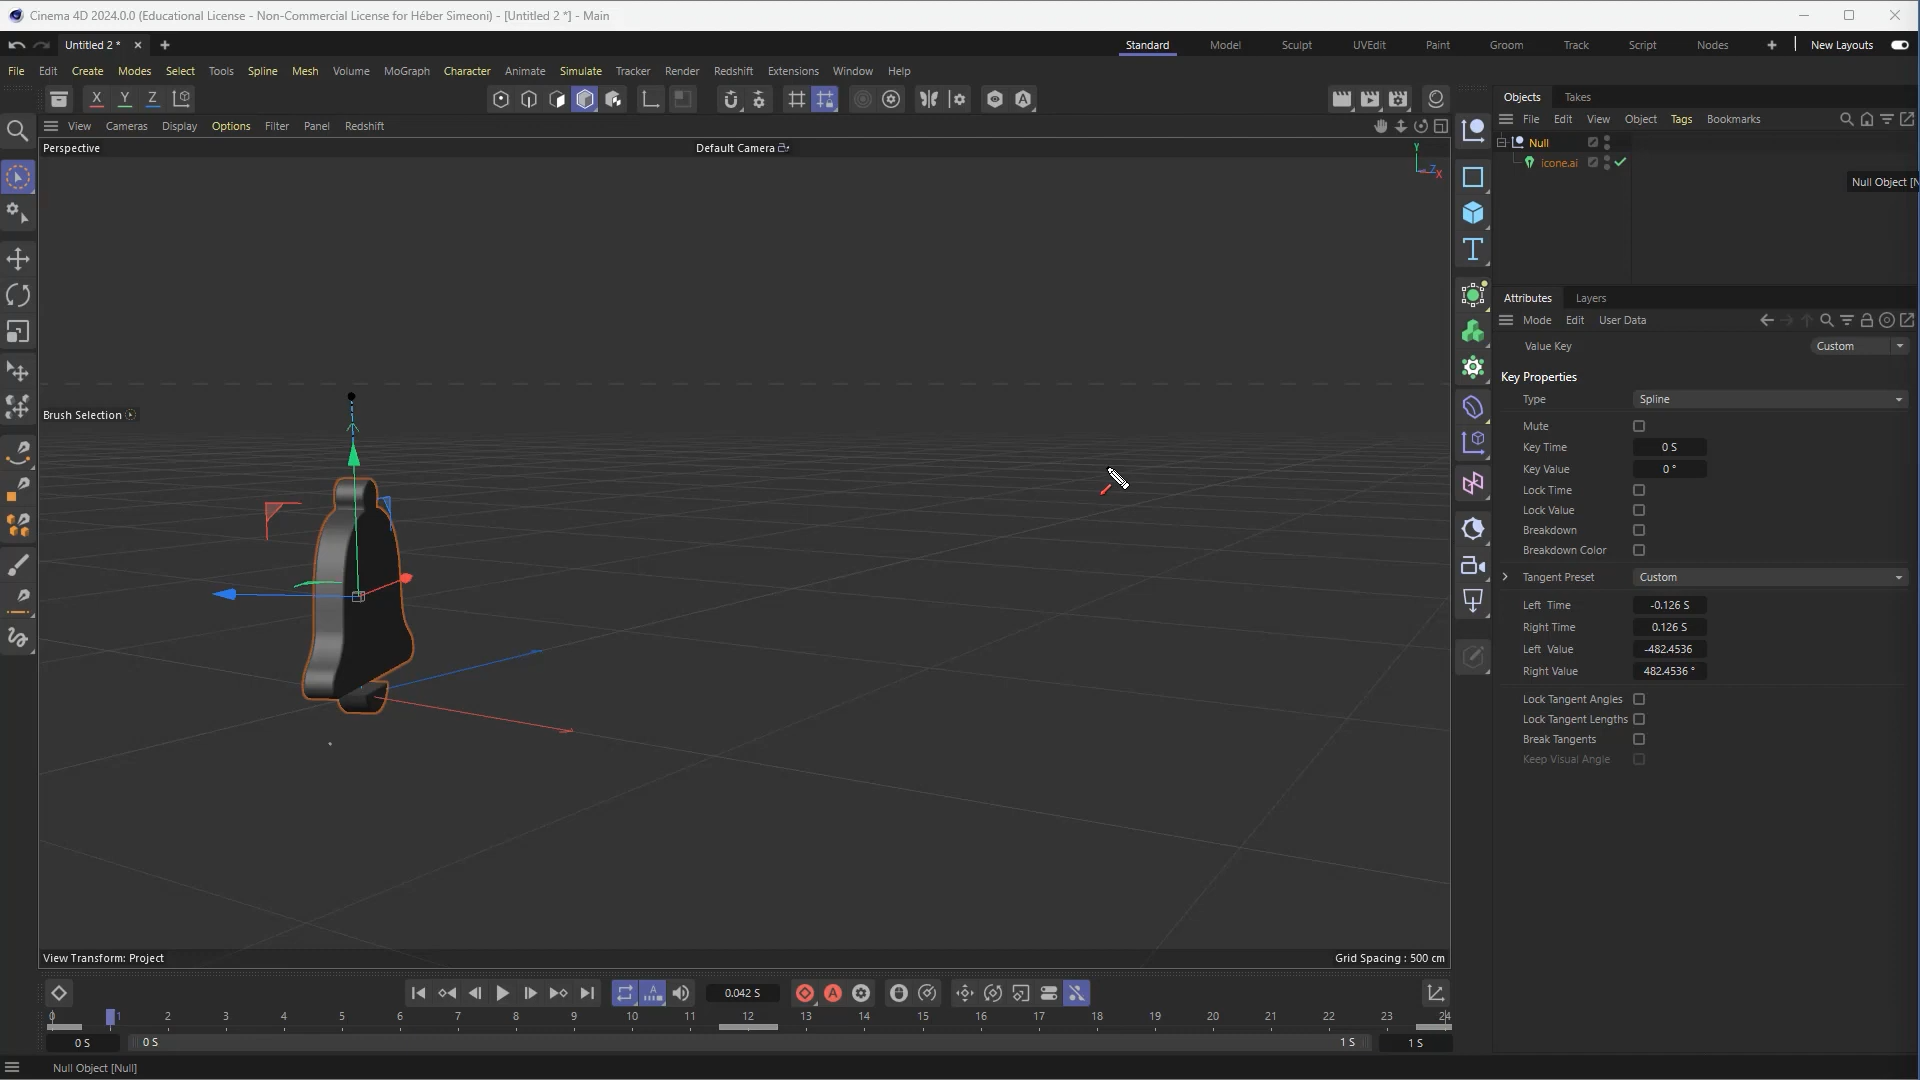 Cinema 4D 2024.0.0 (Educational License - Non-Commercial License for Héber Simeoni) - [Untitled 2 *] - Main
Untitled 2 *
Standard Model Sculpt UVEdit Paint Groom Track Script Nodes New Layouts
File Edit Create Modes Select Tools Spline Mesh Volume MoGraph Character Animate Simulate Tracker Render Redshift Extensions Window Help
X Y Z
Objects Takes
View Cameras Display Options Filter Panel Redshift
File Edit View Object Tags Bookmarks
Perspective
Default Camera
Y
Z
X
Null
icone.ai
Null Object [N
Attributes Layers
Mode Edit User Data
Value Key Custom
Key Properties
Type Spline
Brush Selection
Mute
Key Time 0 S
Key Value 0 °
Lock Time
Lock Value
Breakdown
Breakdown Color
Tangent Preset Custom
Left Time -0.126 S
Right Time 0.126 S
Left Value -482.4536
Right Value 482.4536 °
Lock Tangent Angles
Lock Tangent Lengths
Break Tangents
Keep Visual Angle
View Transform: Project
Grid Spacing : 500 cm
0.042 S
0 1 2 3 4 5 6 7 8 9 10 11 12 13 14 15 16 17 18 19 20 21 22 23 24
0 S 0 S 1 S 1 S
Null Object [Null]